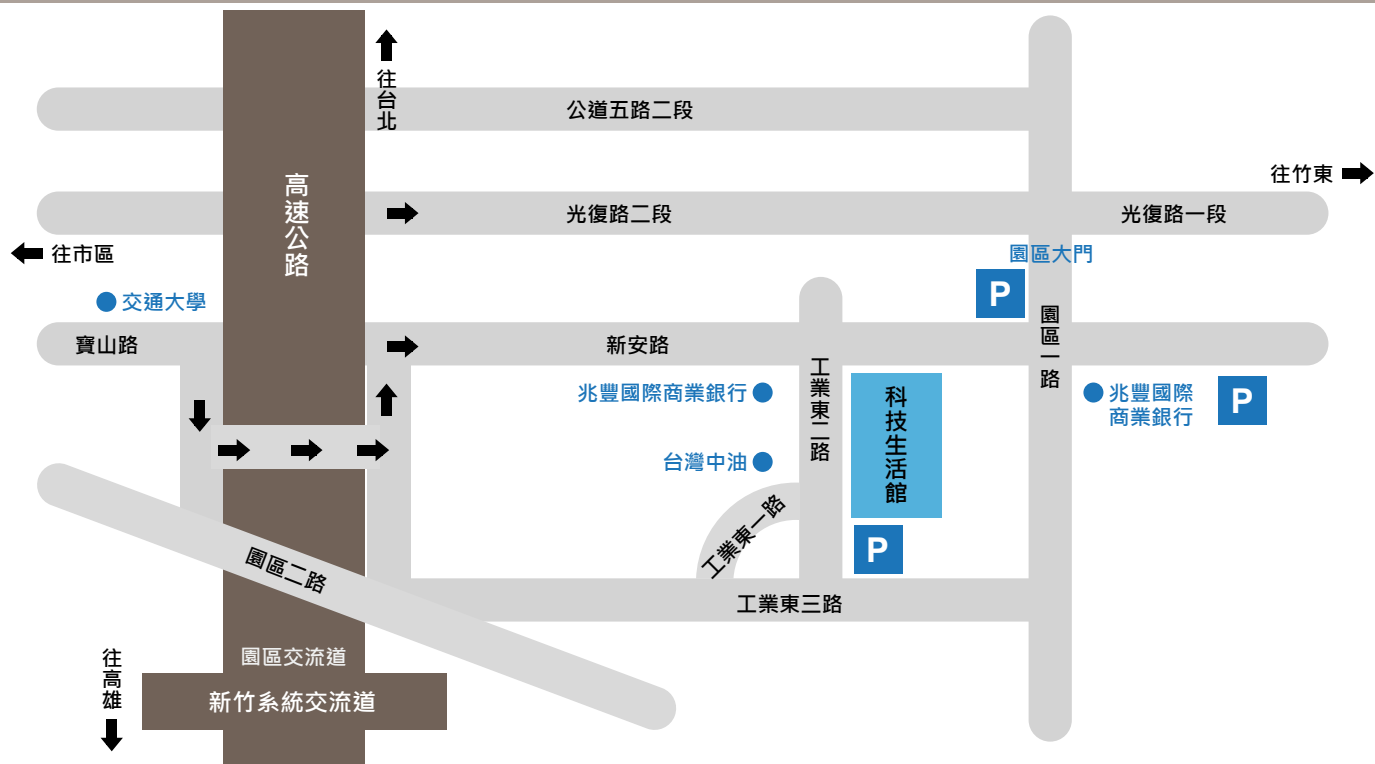 往台北
公道五路二段
高速公路
往竹東
光復路二段
光復路一段
往市區
園區大門
交通大學
P
園區一路
寶山路
新安路
工業東二路
兆豐國際商業銀行
科技生活館
兆豐國際
商業銀行
P
台灣中油
工業東一路
P
園區二路
工業東三路
園區交流道
往高雄
新竹系統交流道